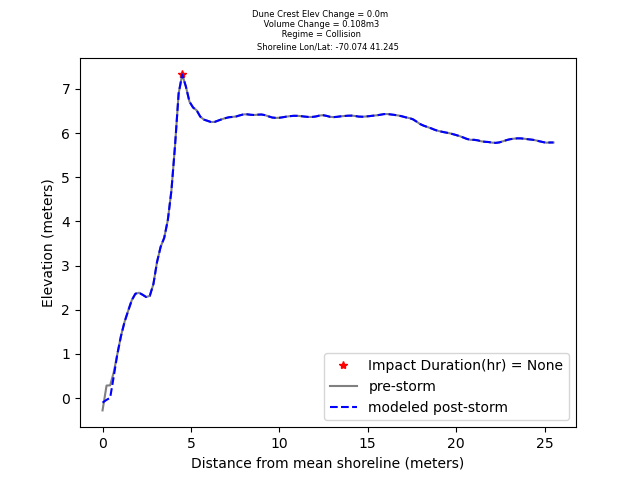 Dune Crest Elev Change = 0.0m
Volume Change = 0.108m3
Regime = Collision
Shoreline Lon/Lat: -70.074 41.245
7
6
5
4
3
2
1
0
Elevation (meters)
Impact Duration(hr) = None
pre-storm
modeled post-storm
0 5 10 15 20 25
Distance from mean shoreline (meters)